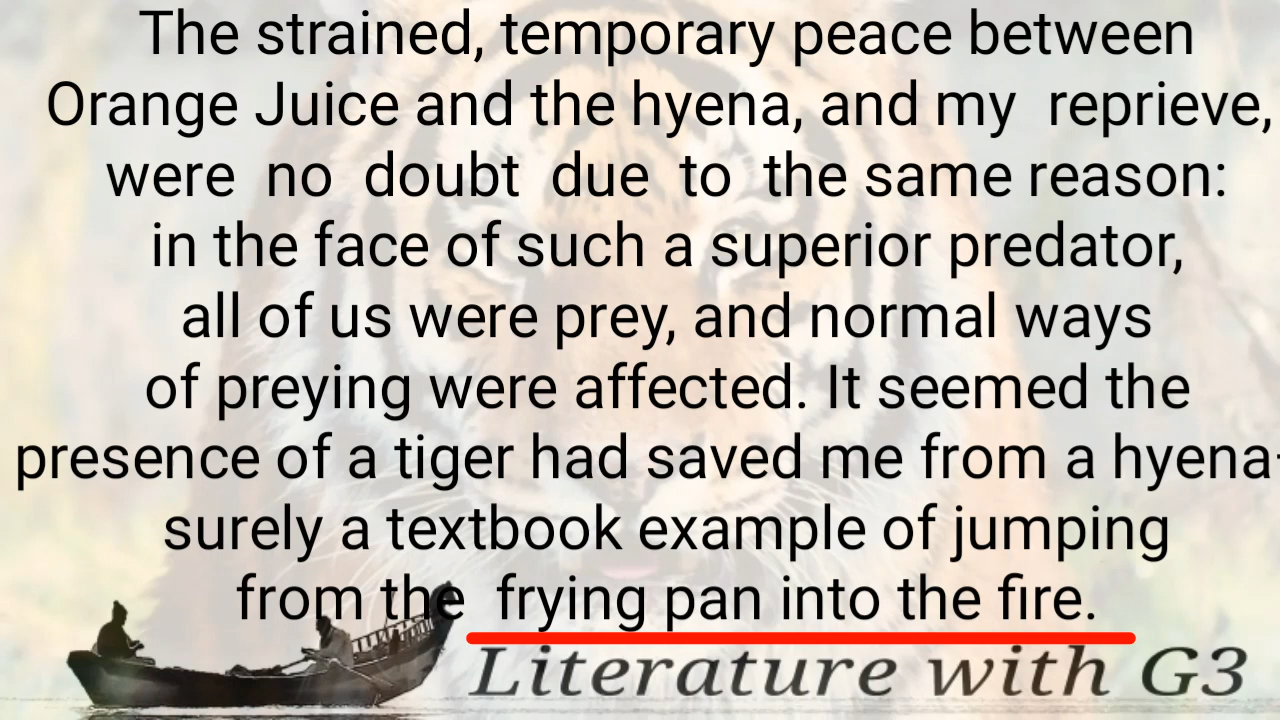 The strained, temporary peace between
Orange Juice and the hyena, and my reprieve,
were no doubt due to the same reason:
in the face of such a superior predator,
all of us were prey, and normal ways
of preying were affected. It seemed the
presence of a tiger had saved me from a hyena-
surely a textbook example of jumping
from the frying pan into the fire.
Literature with G3